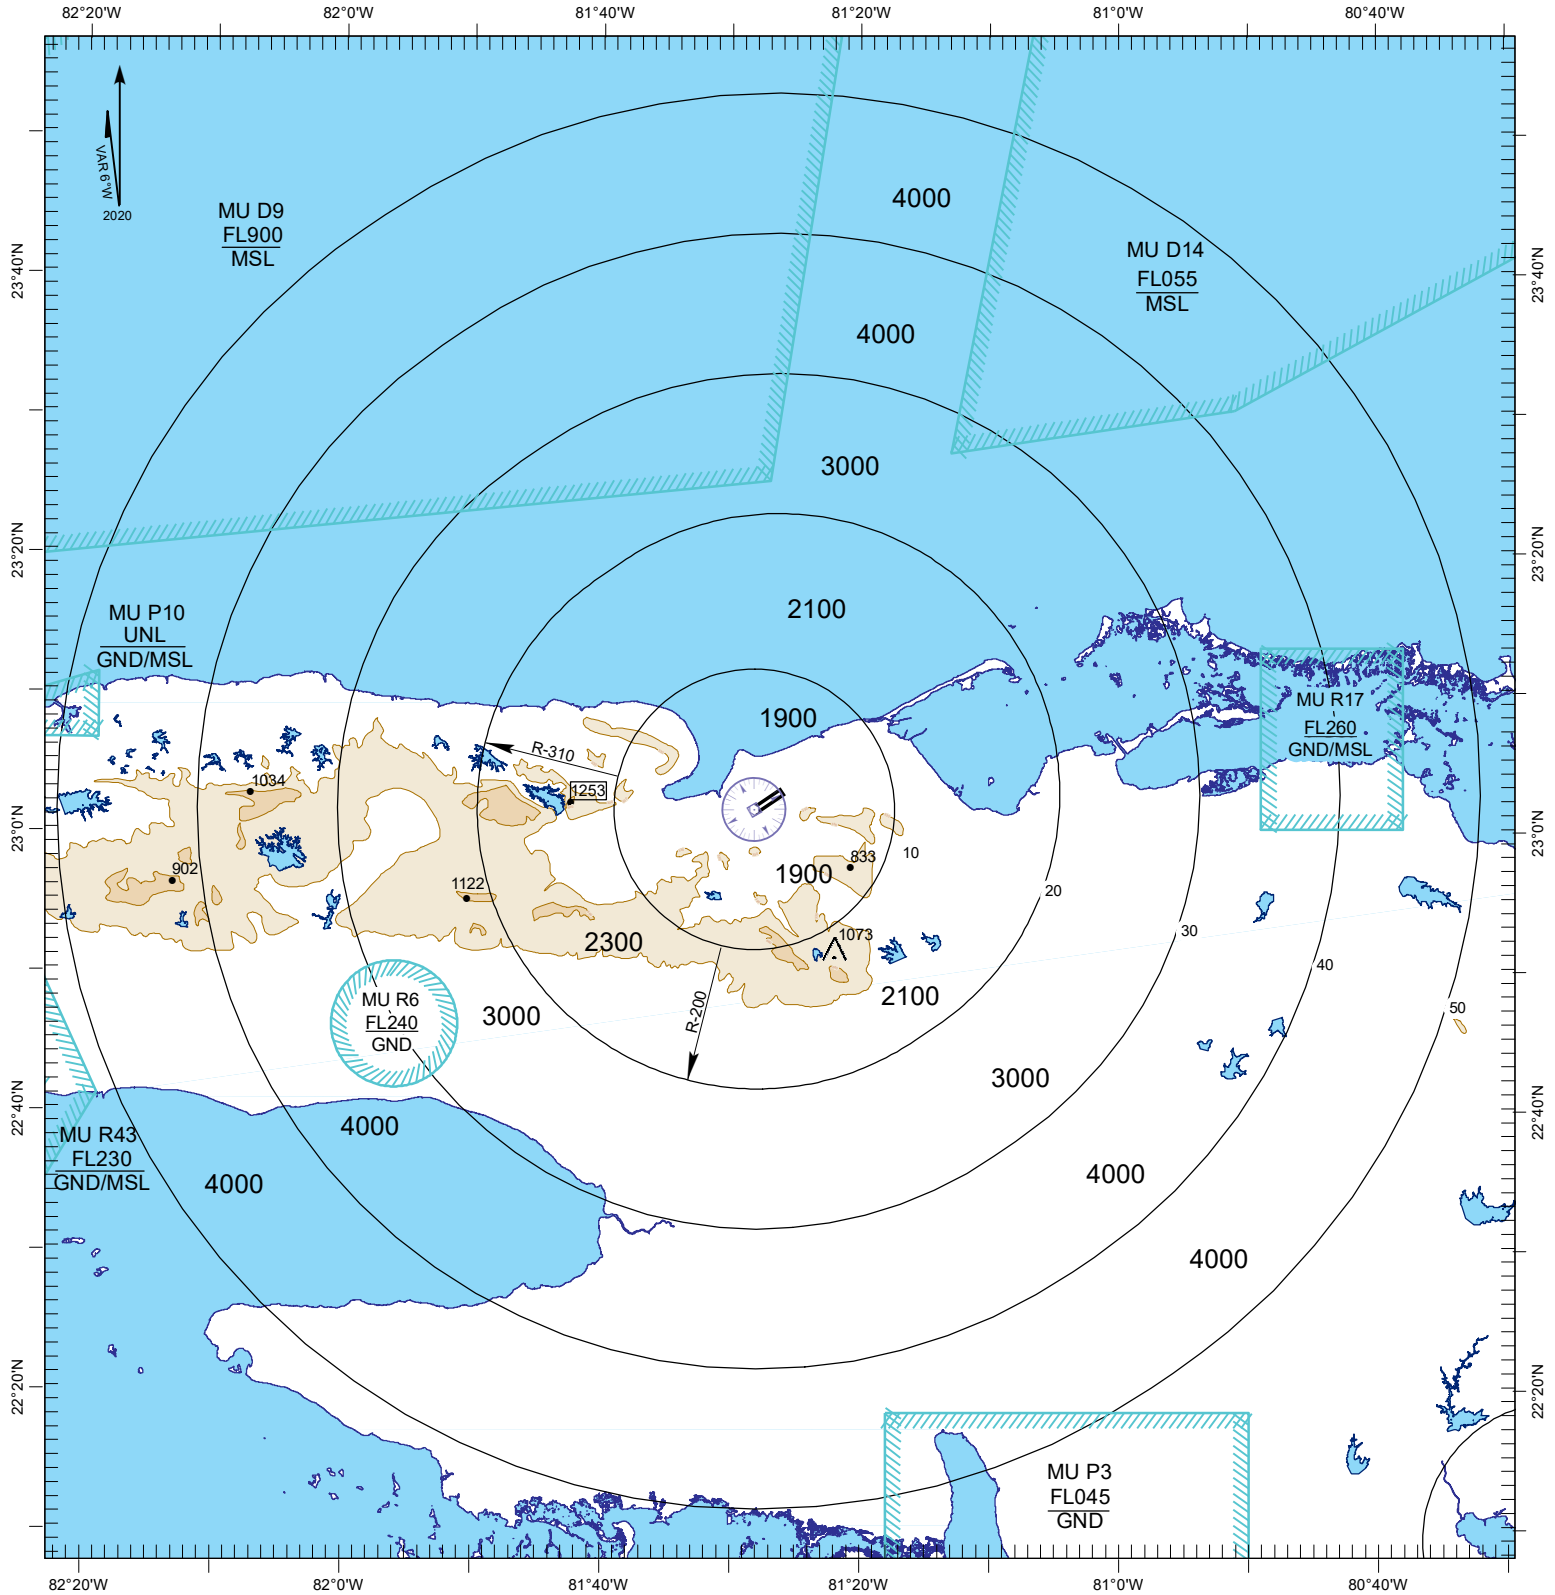 82°20'W
82°0'W
81°40'W
81°20'W
81°0'W
80°40'W
VAR 6°W
2020
MU D9
FL900
MSL
4000
MU D14
FL055
MSL
23°40'N
23°40'N
4000
3000
23°20'N
23°20'N
MU P10
UNL
GND/MSL
2100
1900
MU R17
FL260
GND/MSL
R-310
1034
1253
23°0'N
23°0'N
10
833
902
1900
1122
20
2300
1073
30
40
MU R6
FL240
GND
3000
2100
R-200
50
3000
22°40'N
22°40'N
4000
MU R43
FL230
GND/MSL
4000
4000
4000
22°20'N
22°20'N
MU P3
FL045
GND
82°20'W
82°0'W
81°40'W
81°20'W
81°0'W
80°40'W